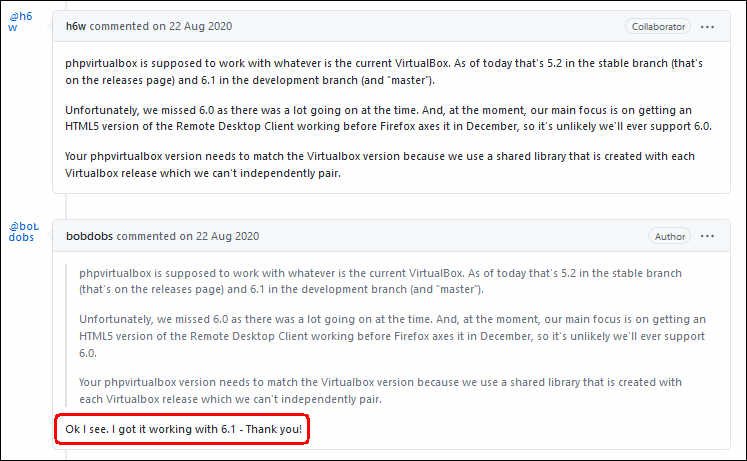 @h6
w
h6w commented on 22 Aug 2020
Collaborator
phpvirtualbox is supposed to work with whatever is the current VirtualBox. As of today that's 5.2 in the stable branch (that's
on the releases page) and 6.1 in the development branch (and "master").
Unfortunately, we missed 6.0 as there was a lot going on at the time. And, at the moment, our main focus is on getting an
HTML5 version of the Remote Desktop Client working before Firefox axes it in December, so it's unlikely we'll ever support 6.0.
Your phpvirtualbox version needs to match the Virtualbox version because we use a shared library that is created with each
Virtualbox release which we can't independently pair.
@bob
dobs
bobdobs commented on 22 Aug 2020
Author
phpvirtualbox is supposed to work with whatever is the current VirtualBox. As of today that's 5.2 in the stable branch
(that's on the releases page) and 6.1 in the development branch (and "master").
Unfortunately, we missed 6.0 as there was a lot going on at the time. And, at the moment, our main focus is on getting an
HTML5 version of the Remote Desktop Client working before Firefox axes it in December, so it's unlikely we'll ever support
6.0.
Your phpvirtualbox version needs to match the Virtualbox version because we use a shared library that is created with
each Virtualbox release which we can't independently pair.
Ok I see. I got it working with 6.1 - Thank you!